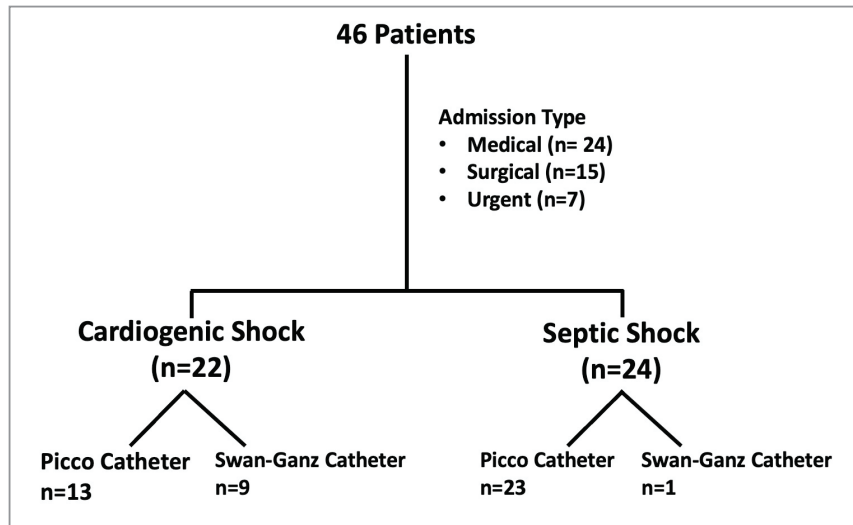 46 Patients
Admission Type
• Medical (n= 24)
• Surgical (n=15)
• Urgent (n=7)
Cardiogenic Shock
(n=22)
Septic Shock
(n=24)
Picco Catheter
n=13
Swan-Ganz Catheter
n=9
Picco Catheter
n=23
Swan-Ganz Catheter
n=1